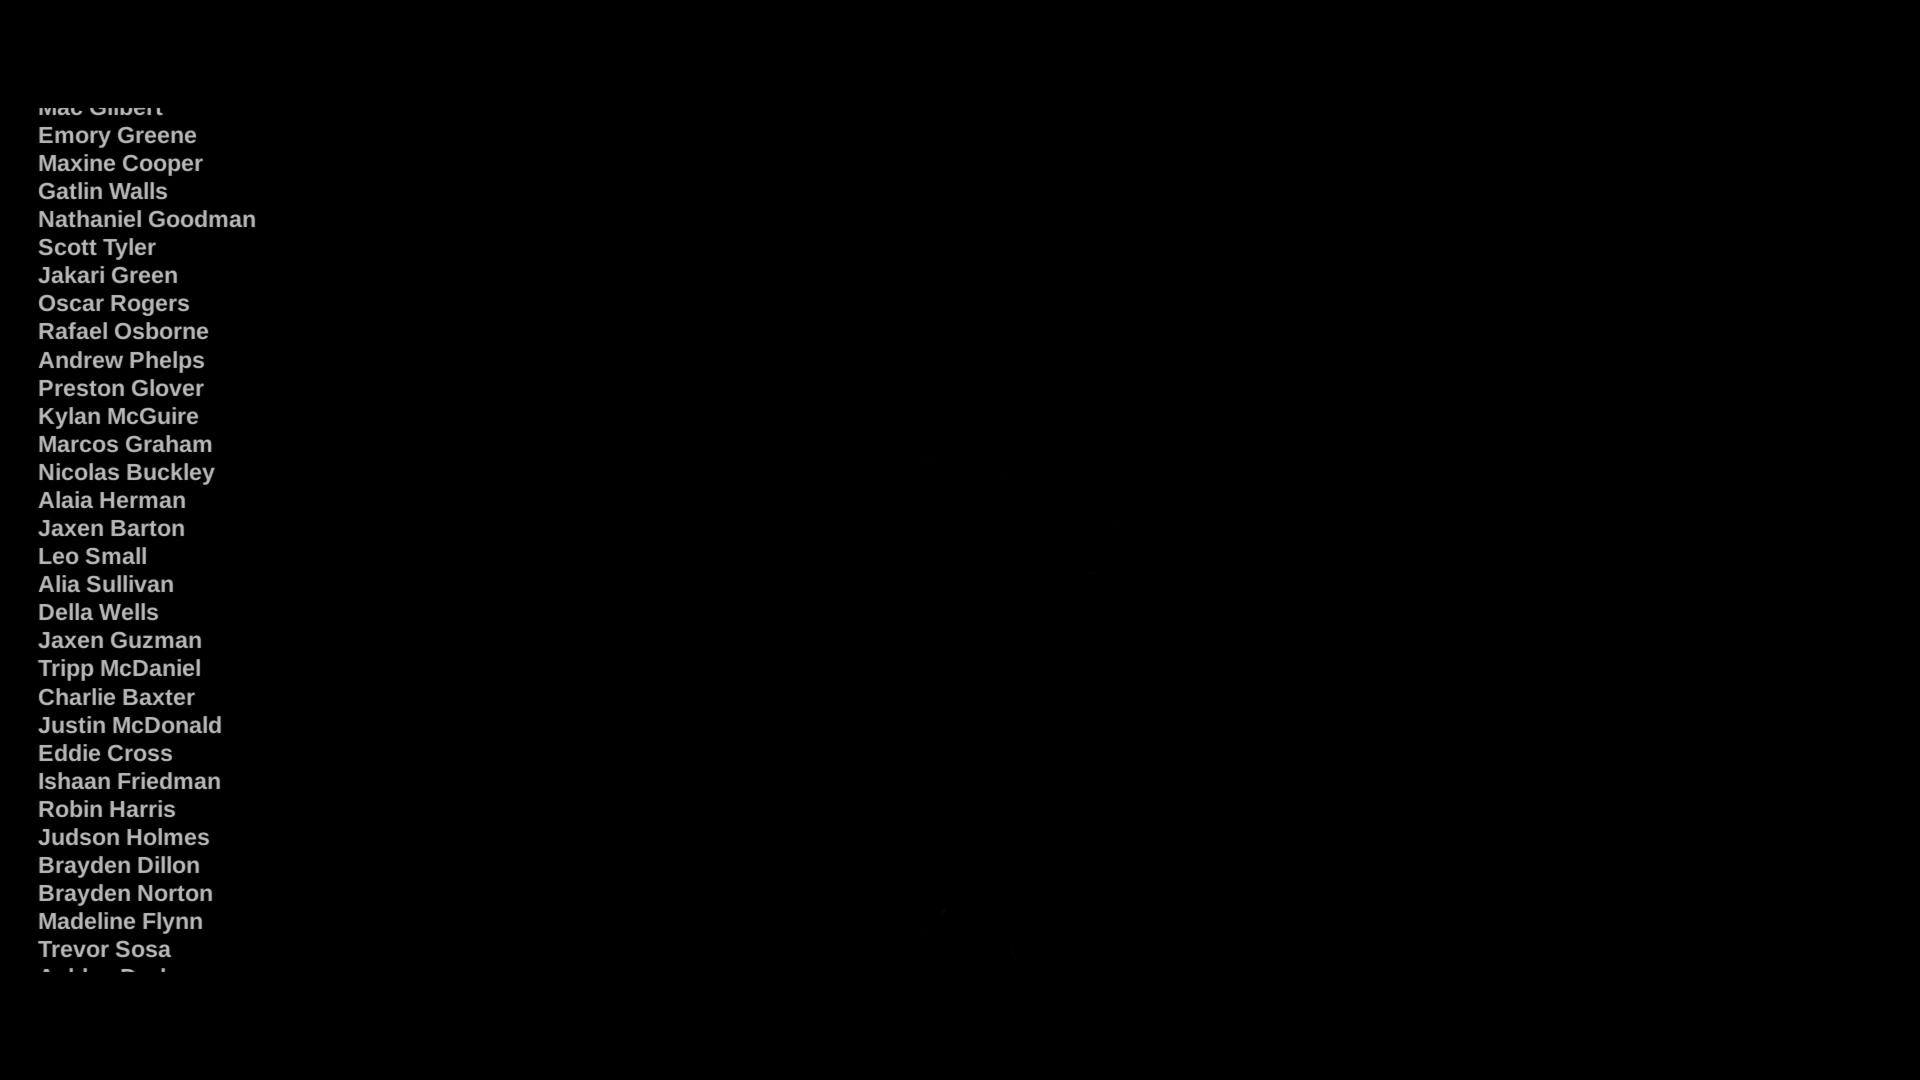 Mac Gilbert
Emory Greene
Maxine Cooper
Gatlin Walls
Nathaniel Goodman
Scott Tyler
Jakari Green
Oscar Rogers
Rafael Osborne
Andrew Phelps
Preston Glover
Kylan McGuire
Marcos Graham
Nicolas Buckley
Alaia Herman
Jaxen Barton
Leo Small
Alia Sullivan
Della Wells
Jaxen Guzman
Tripp McDaniel
Charlie Baxter
Justin McDonald
Eddie Cross
Ishaan Friedman
Robin Harris
Judson Holmes
Brayden Dillon
Brayden Norton
Madeline Flynn
Trevor Sosa